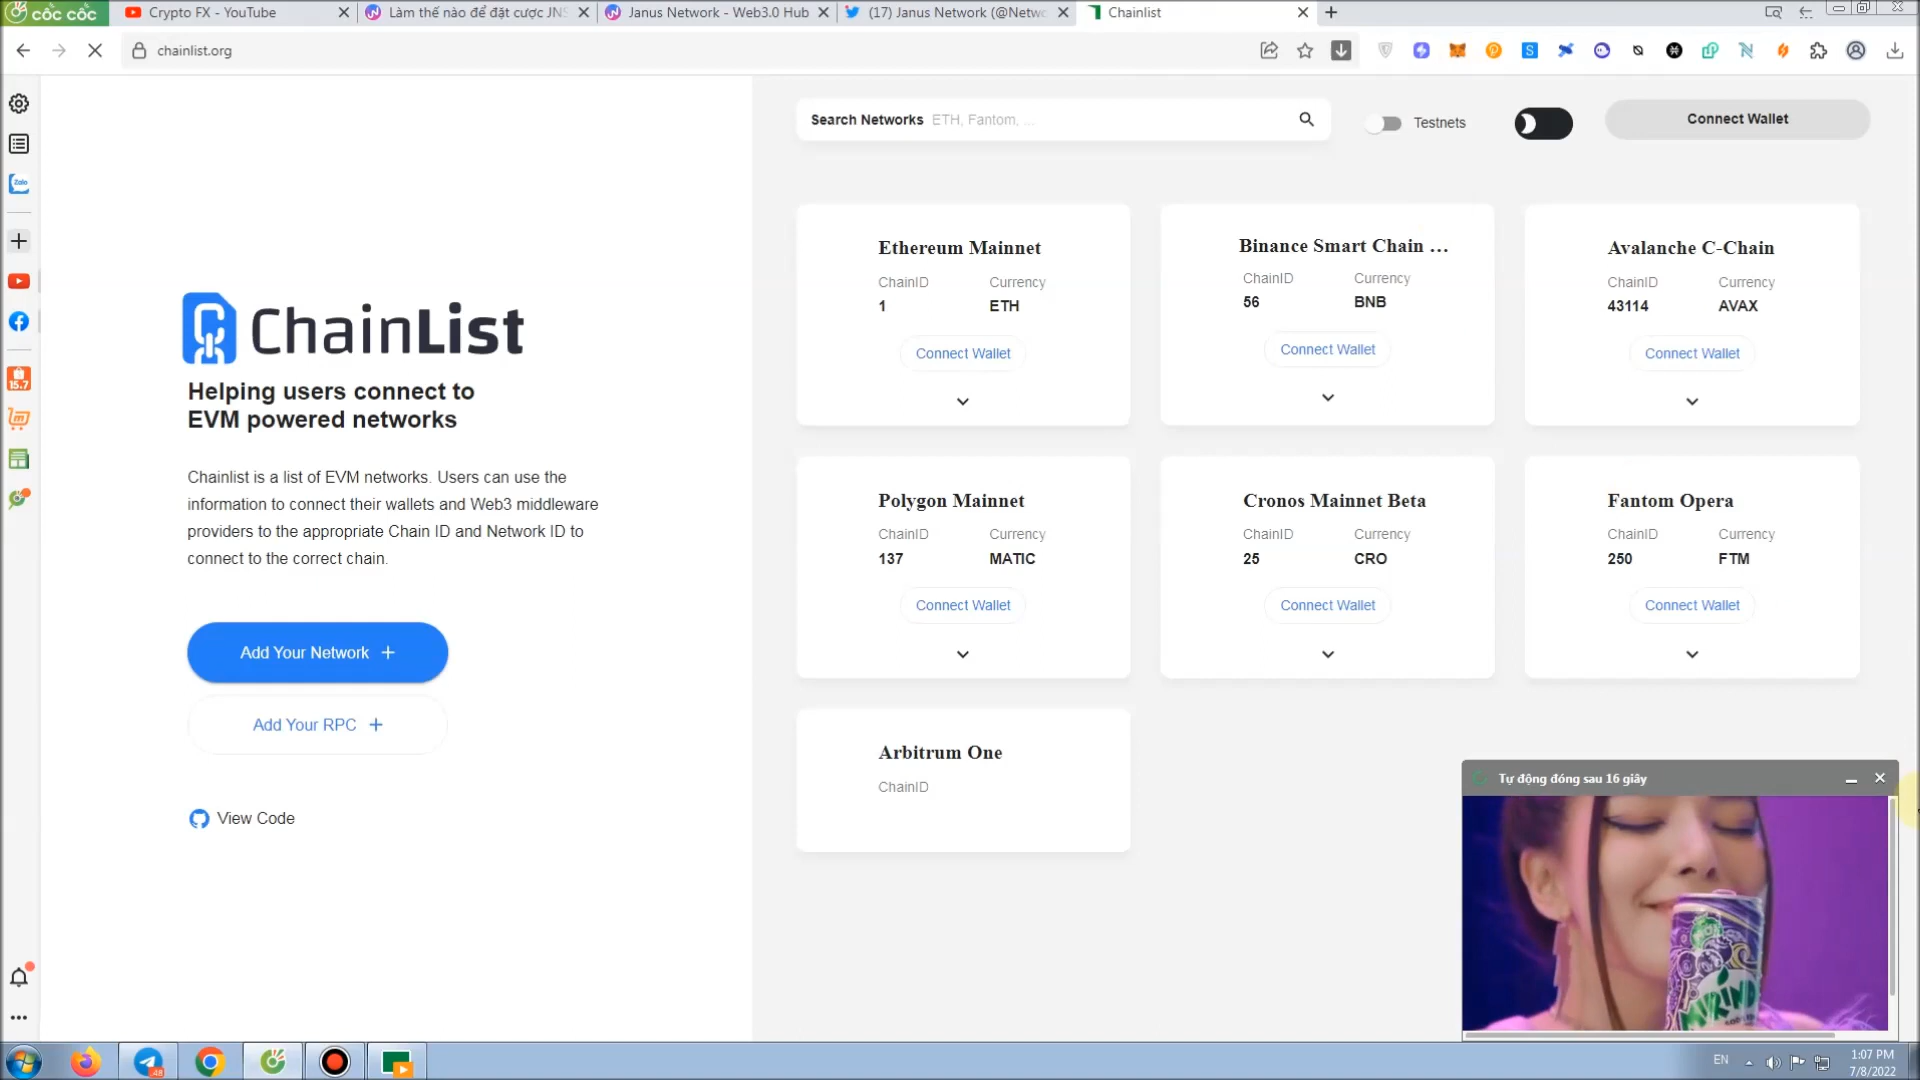 cốc cốc
Crypto FX - YouTube
Làm thế nào để đặt cược JNS
Janus Network - Web3.0 Hub
(17) Janus Network (@Netwo
Chainlist
chainlist.org
Search Networks ETH, Fantom, ...
Testnets
Connect Wallet
Zalo
15.7
ChainList
Helping users connect to
EVM powered networks
Chainlist is a list of EVM networks. Users can use the
information to connect their wallets and Web3 middleware
providers to the appropriate Chain ID and Network ID to
connect to the correct chain.
Add Your Network +
Add Your RPC +
View Code
Ethereum Mainnet
ChainID Currency
1 ETH
Connect Wallet
Binance Smart Chain ...
ChainID Currency
56 BNB
Connect Wallet
Avalanche C-Chain
ChainID Currency
43114 AVAX
Connect Wallet
Polygon Mainnet
ChainID Currency
137 MATIC
Connect Wallet
Cronos Mainnet Beta
ChainID Currency
25 CRO
Connect Wallet
Fantom Opera
ChainID Currency
250 FTM
Connect Wallet
Arbitrum One
ChainID
Tự động đóng sau 16 giây
MIRINDA
48
EN
1:07 PM
7/8/2022